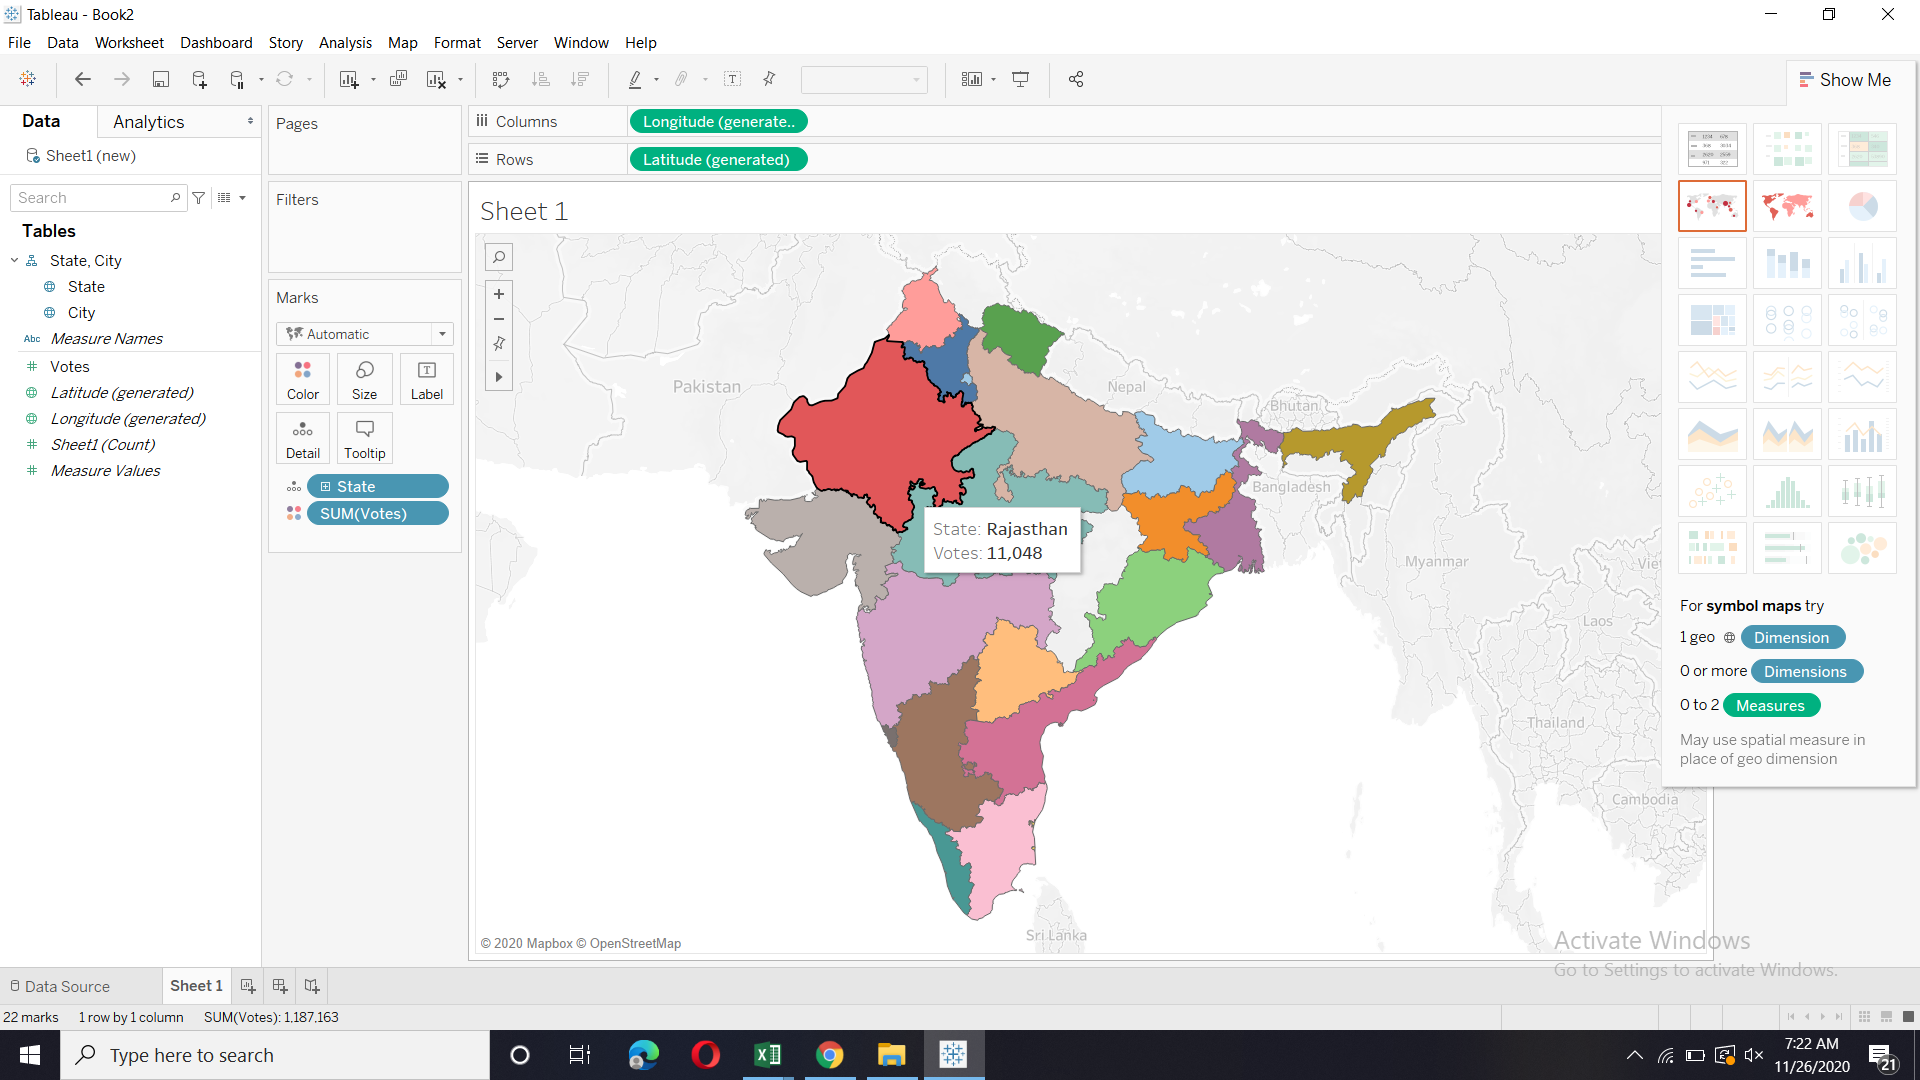 Tableau - Book2
File Data Worksheet Dashboard Story Analysis Map Format Server Window Help
Show Me
Data
Analytics
Pages
Columns
Longitude (generate..
Sheet1 (new)
Rows
Latitude (generated)
Search
Filters
Sheet 1
Tables
State, City
State
City
Abc
Measure Names
Votes
Latitude (generated)
Longitude (generated)
Sheet1 (Count)
Measure Values
Marks
Automatic
Color
Size
Label
Detail
Tooltip
State
SUM(Votes)
Pakistan
Nepal
Bhutan
Bangladesh
Myanmar
Viet
Laos
Thailand
Cambodia
Sri Lanka
State: Rajasthan
Votes: 11,048
© 2020 Mapbox © OpenStreetMap
For symbol maps try
1 geo Dimension
0 or more Dimensions
0 to 2 Measures
May use spatial measure in
place of geo dimension
Activate Windows
Go to Settings to activate Windows.
Data Source
Sheet 1
22 marks 1 row by 1 column SUM(Votes): 1,187,163
Type here to search
7:22 AM
11/26/2020
21